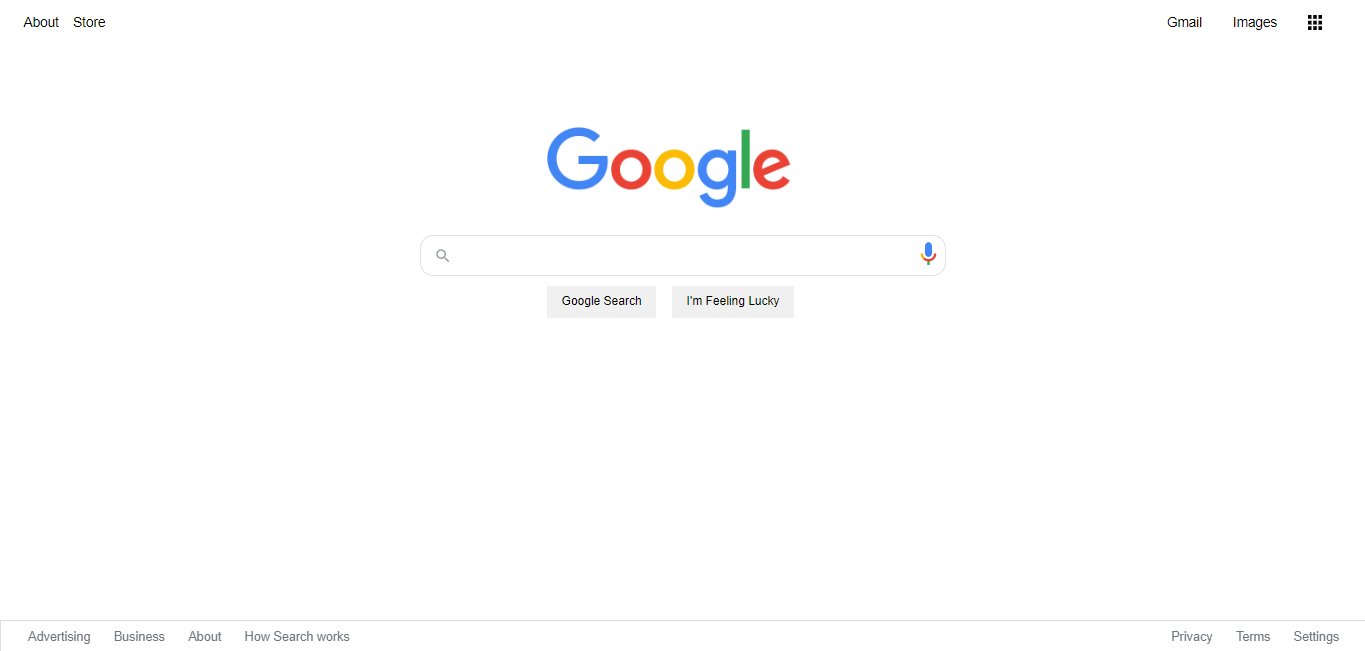 About Store Gmail Images
Google
Google Search I'm Feeling Lucky
Advertising Business About How Search works Privacy Terms Settings